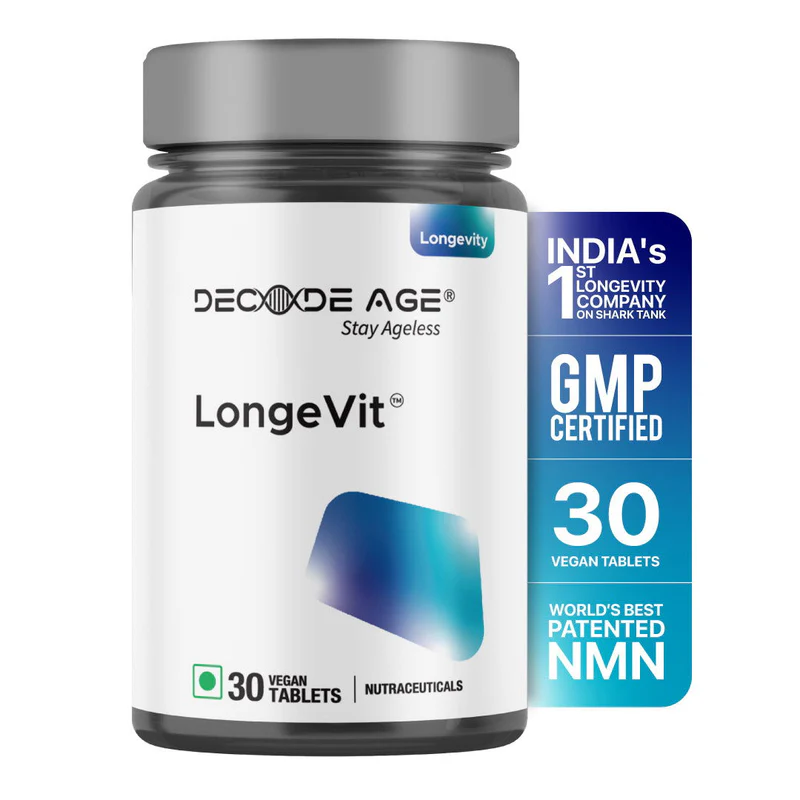 Longevity
DECODE AGE®
Stay Ageless
LongeVit™
30 VEGAN TABLETS | NUTRACEUTICALS
INDIA's
1ST LONGEVITY
COMPANY
ON SHARK TANK
GMP
CERTIFIED
30
VEGAN TABLETS
WORLD'S BEST
PATENTED
NMN